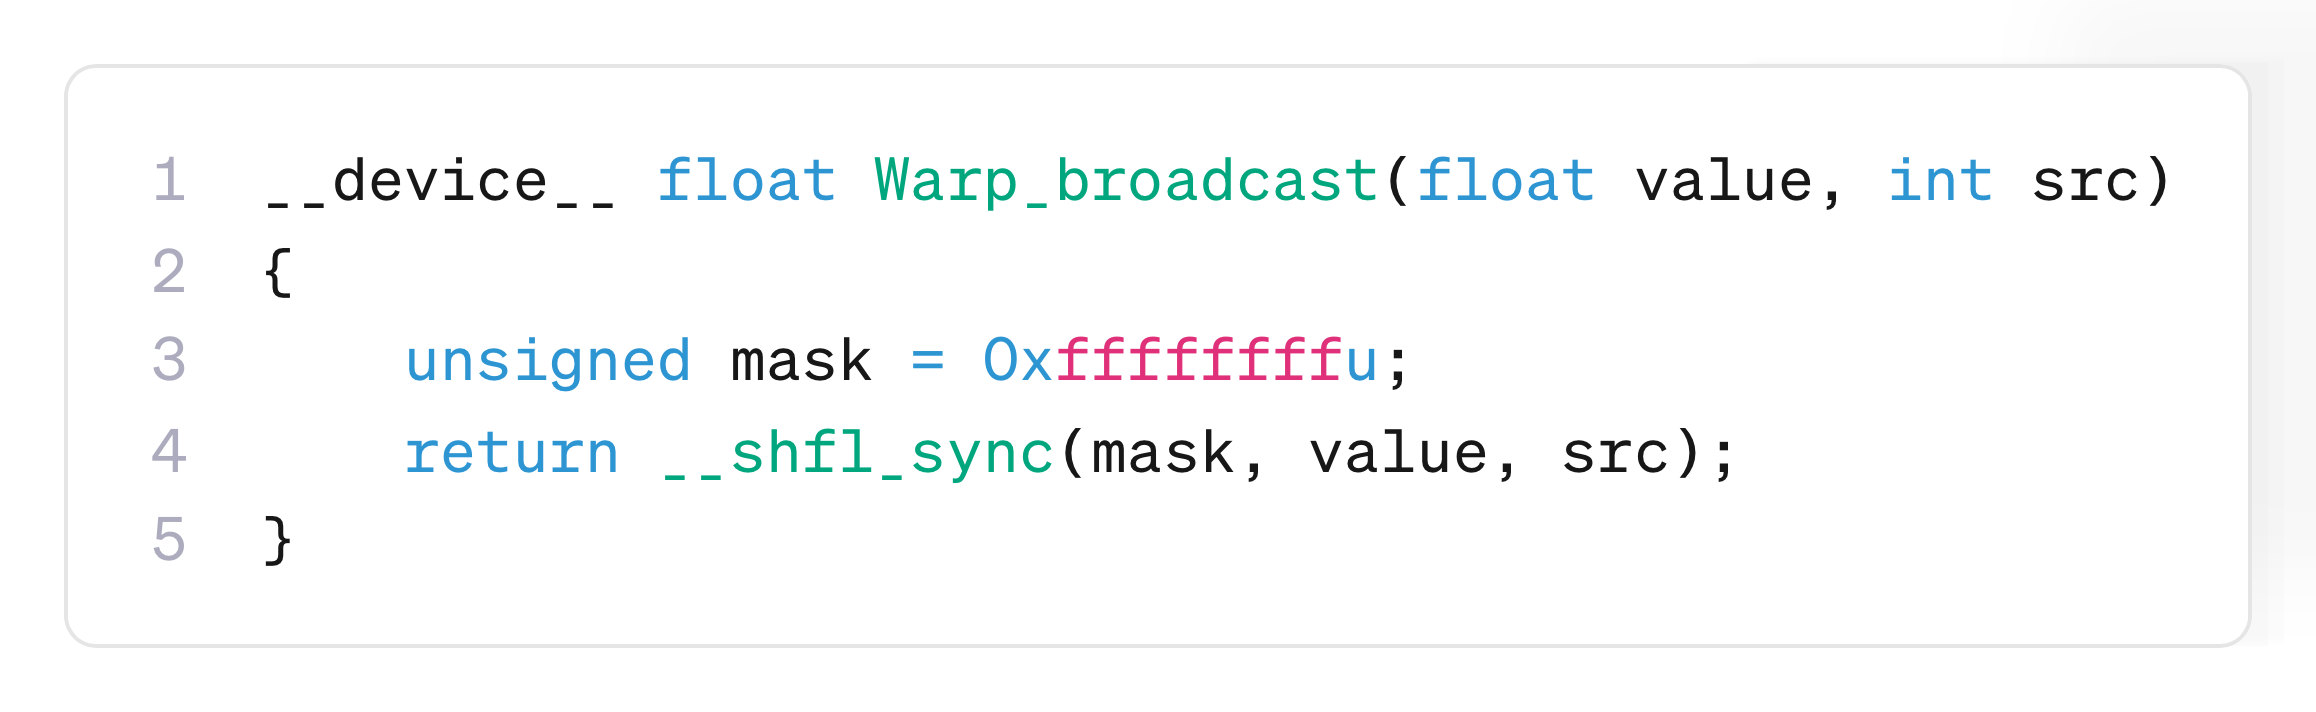 1 __device__ float Warp_broadcast(float value, int src)
2 {
3     unsigned mask = 0xffffffffu;
4     return __shfl_sync(mask, value, src);
5 }